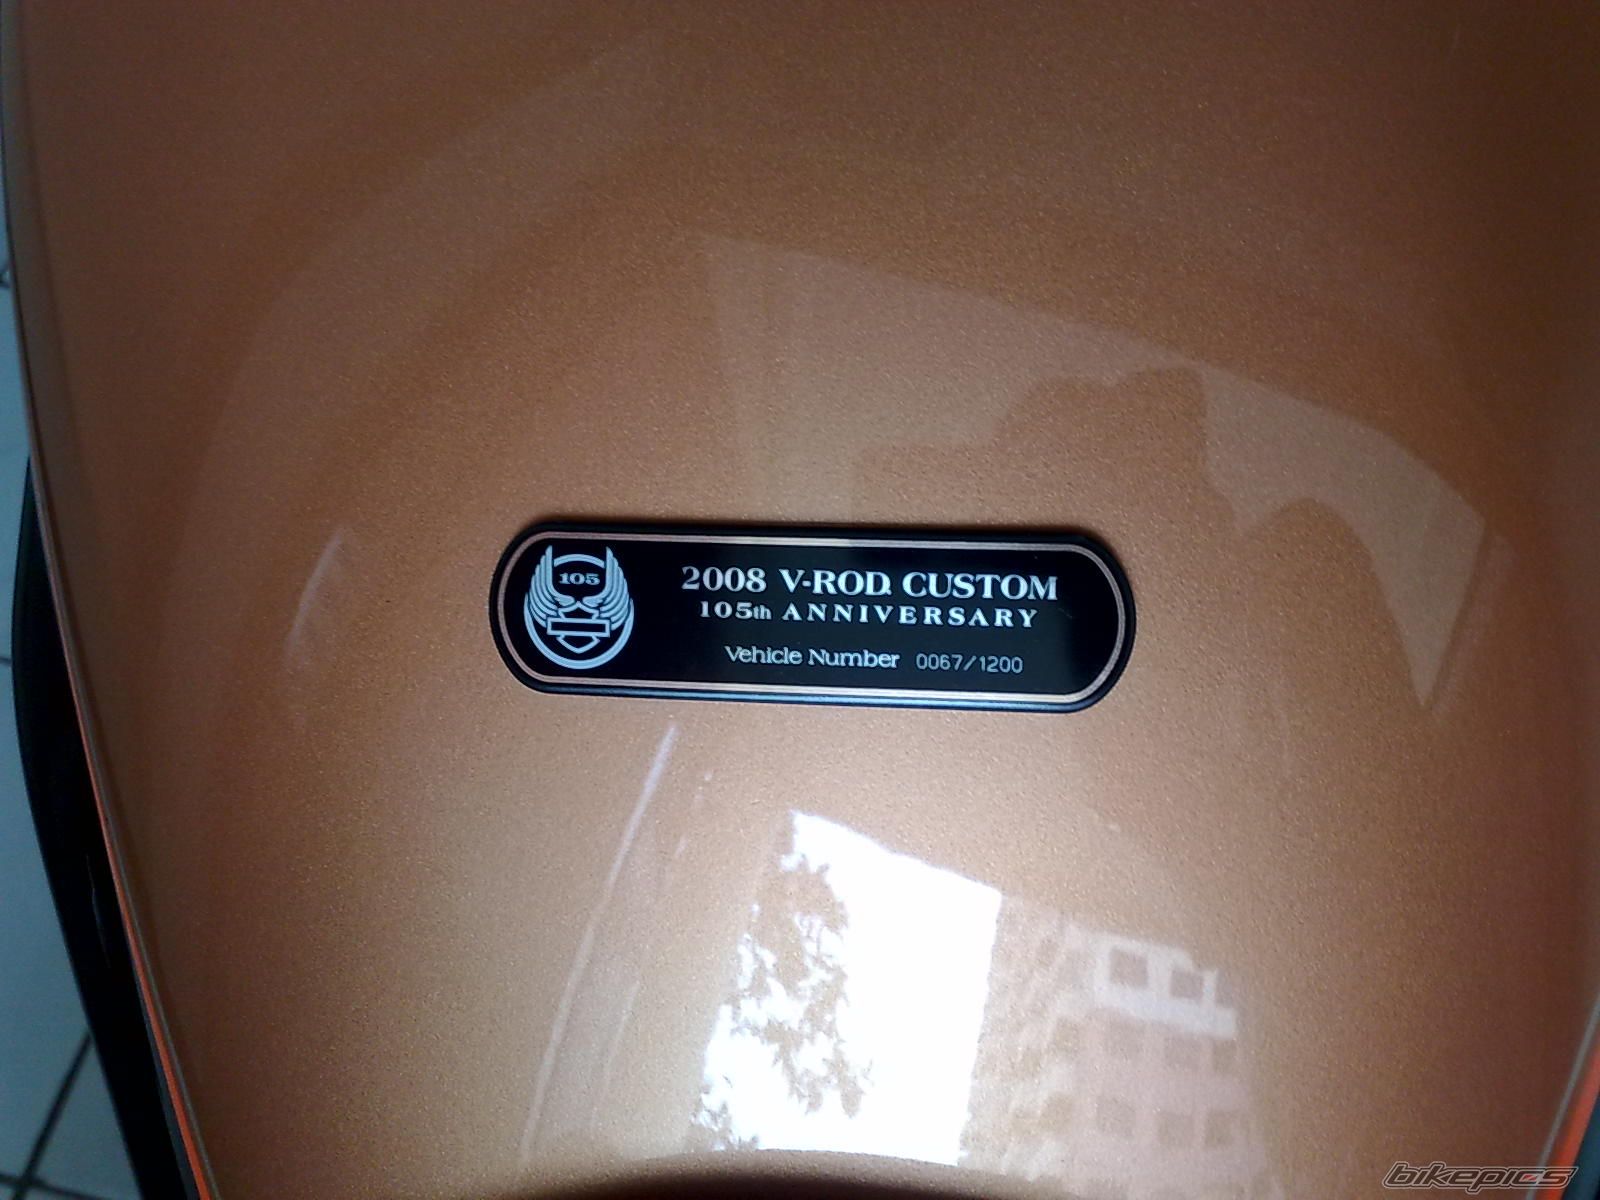 105
2008 V-ROD CUSTOM
105th ANNIVERSARY
Vehicle Number 0067/1200
bikepics